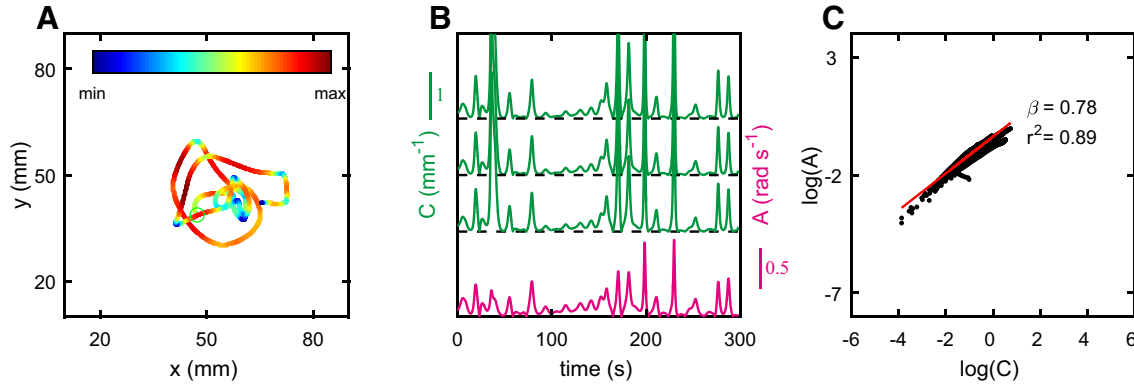 A
80
50
20
y (mm)
min
max
20
50
80
x (mm)
B
1
C (mm⁻¹)
0.5
A (rad s⁻¹)
0
100
200
300
time (s)
C
3
-2
-7
log(A)
β = 0.78
r²= 0.89
-6
-4
-2
0
2
4
6
log(C)